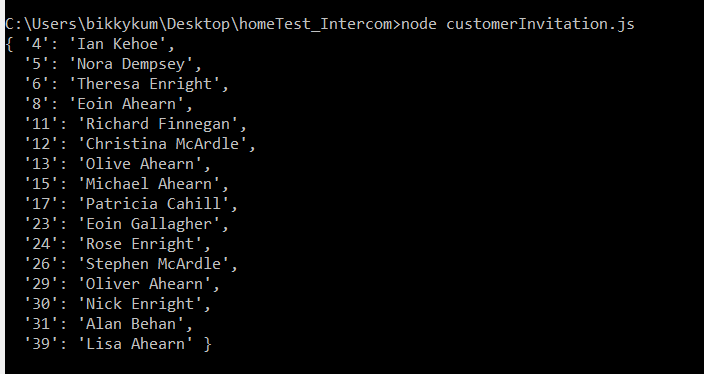 C:\Users\bikkykum\Desktop\homeTest_Intercom>node customerInvitation.js
{ '4': 'Ian Kehoe',
'5': 'Nora Dempsey',
'6': 'Theresa Enright',
'8': 'Eoin Ahearn',
'11': 'Richard Finnegan',
'12': 'Christina McArdle',
'13': 'Olive Ahearn',
'15': 'Michael Ahearn',
'17': 'Patricia Cahill',
'23': 'Eoin Gallagher',
'24': 'Rose Enright',
'26': 'Stephen McArdle',
'29': 'Oliver Ahearn',
'30': 'Nick Enright',
'31': 'Alan Behan',
'39': 'Lisa Ahearn' }